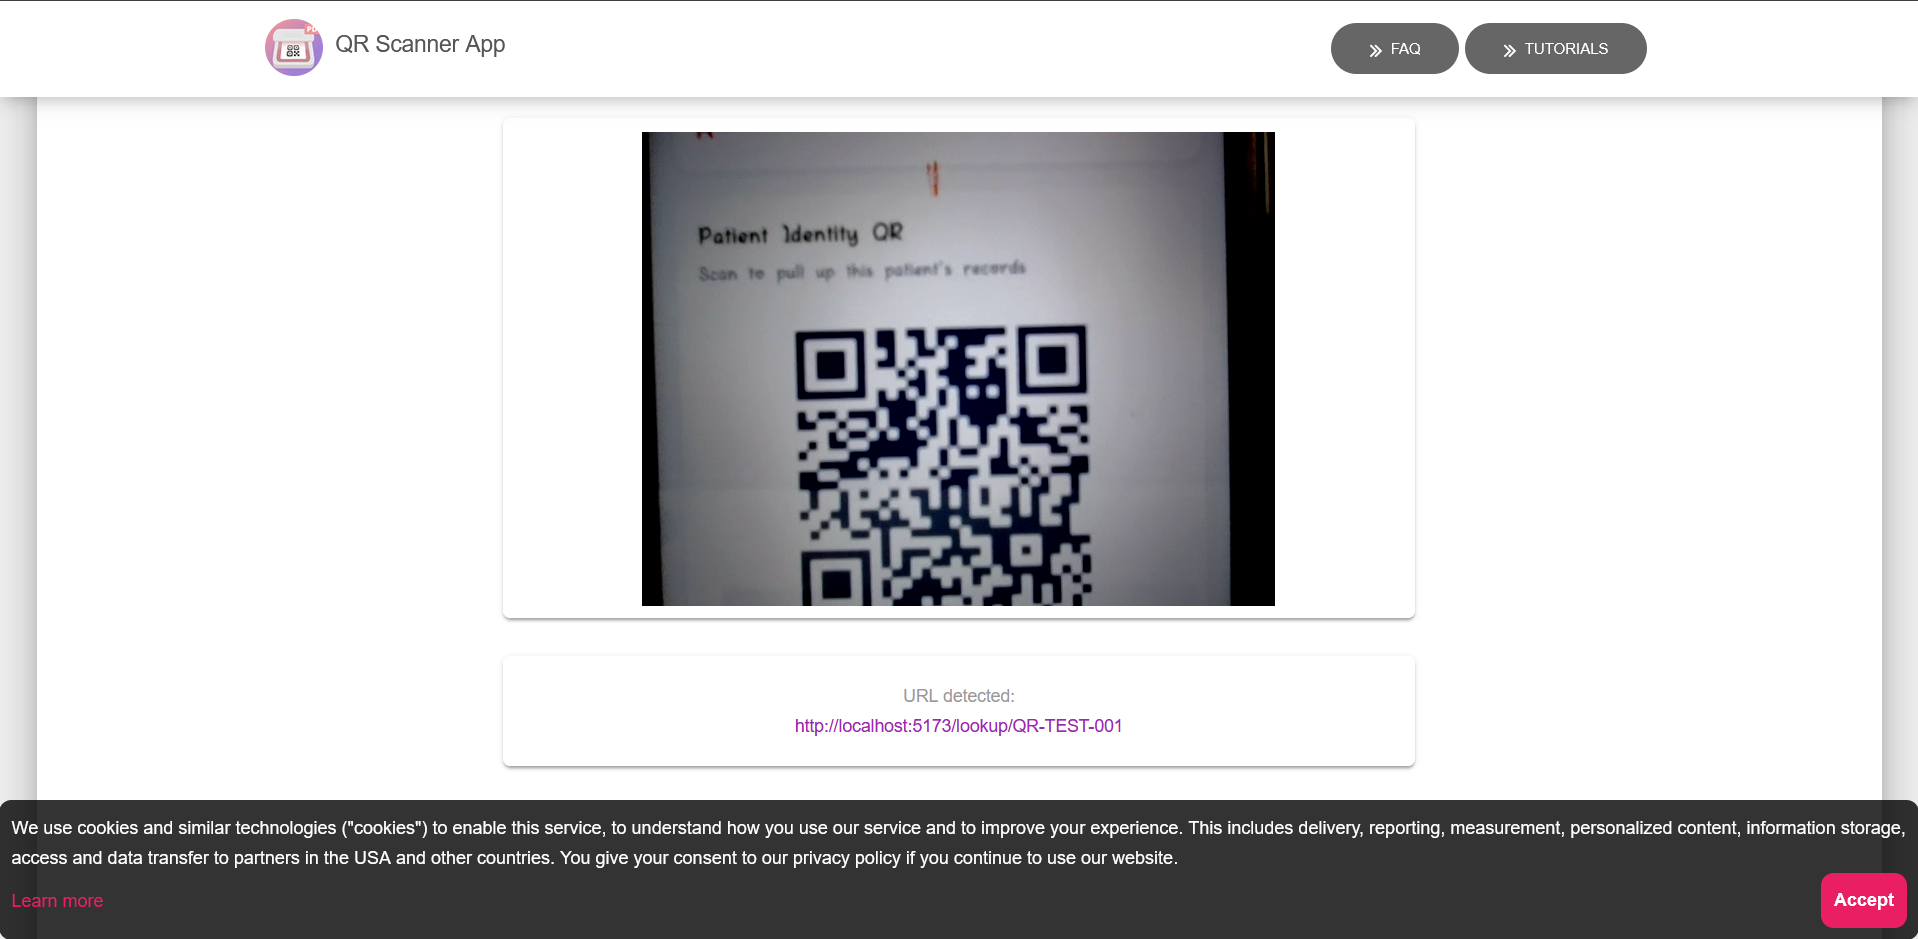 QR Scanner App
FAQ
TUTORIALS
Patient Identity QR
Scan to pull up this patient's records
URL detected:
http://localhost:5173/lookup/QR-TEST-001
We use cookies and similar technologies ("cookies") to enable this service, to understand how you use our service and to improve your experience. This includes delivery, reporting, measurement, personalized content, information storage,
access and data transfer to partners in the USA and other countries. You give your consent to our privacy policy if you continue to use our website.
Learn more
Accept